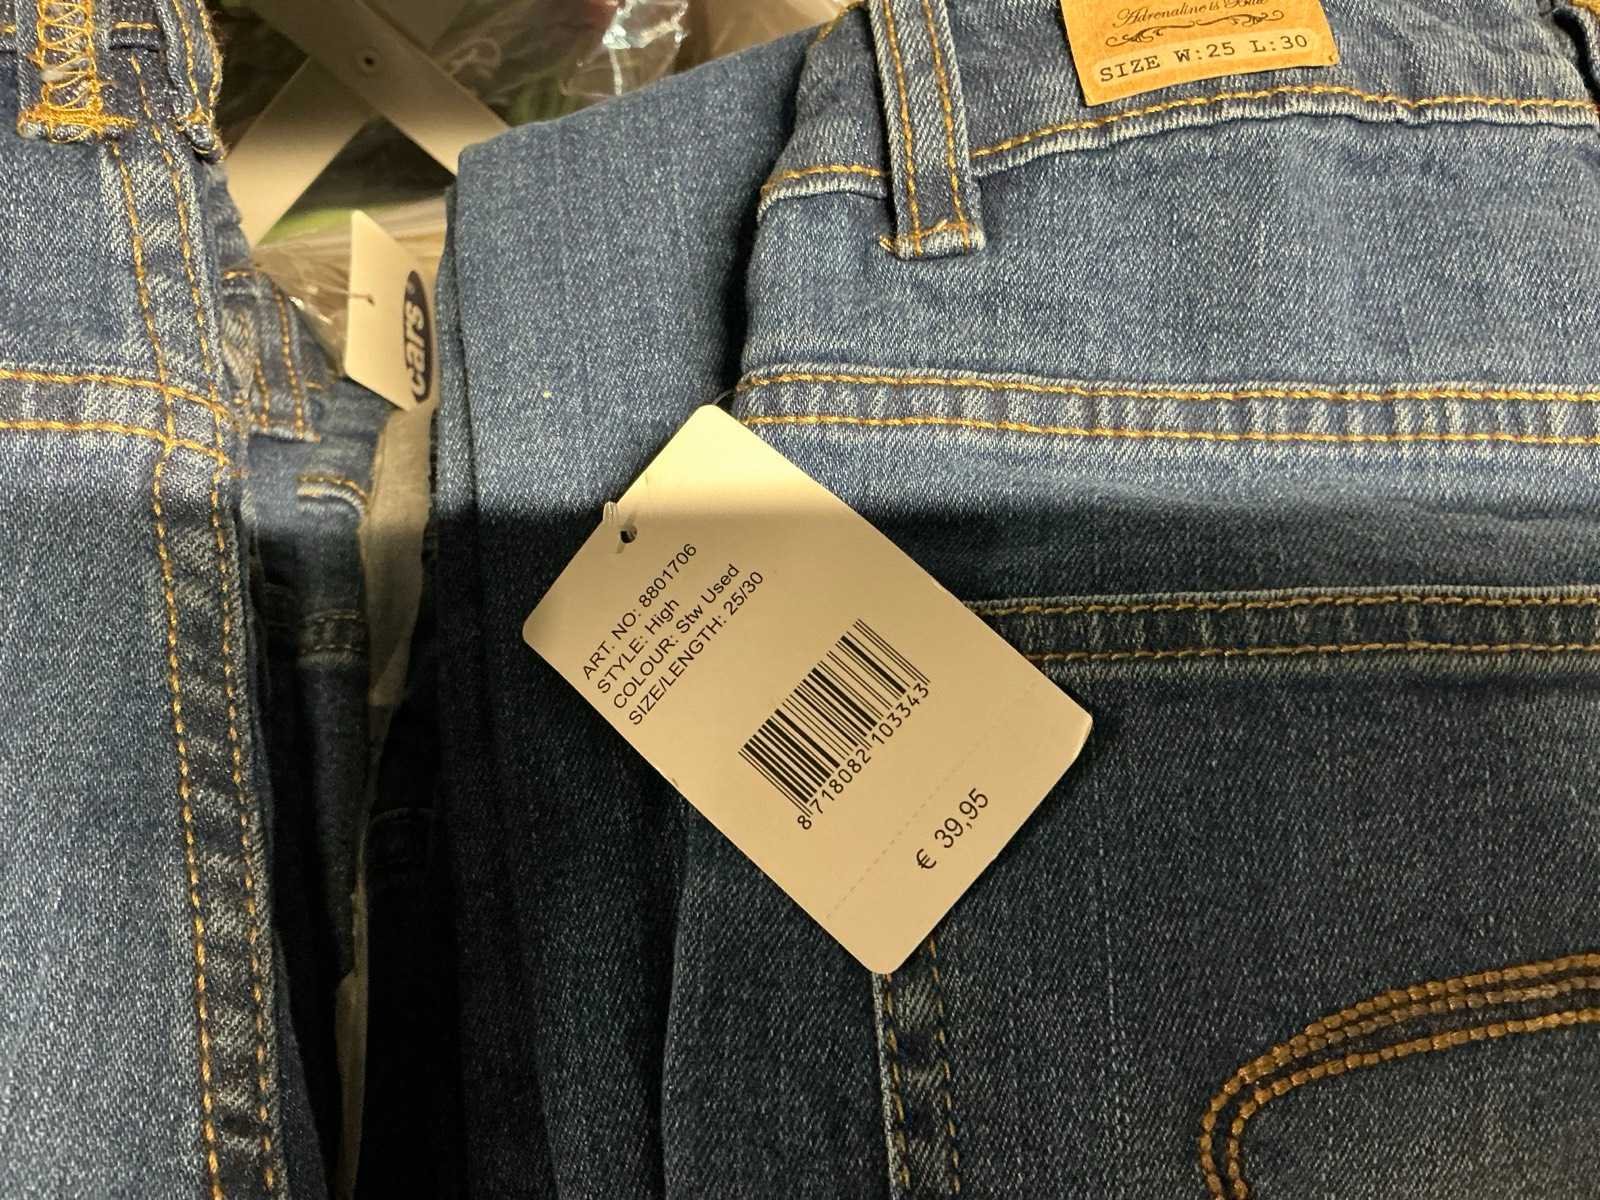 Adrenaline is Blue
SIZE W:25 L:30
cars
ART. NO: 8801706
STYLE: High
COLOUR: Stw Used
SIZE/LENGTH: 25/30
8 718082 103343
€ 39,95